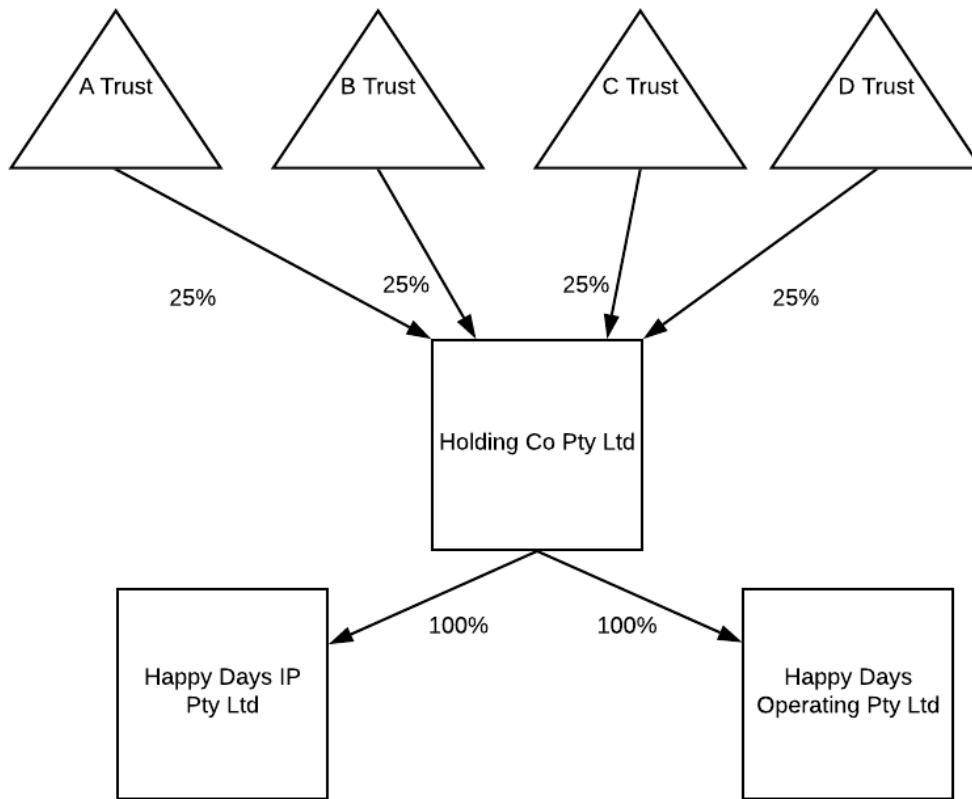 A Trust
B Trust
C Trust
D Trust
25%
25%
25%
25%
Holding Co Pty Ltd
100%
100%
Happy Days IP
Pty Ltd
Happy Days
Operating Pty Ltd